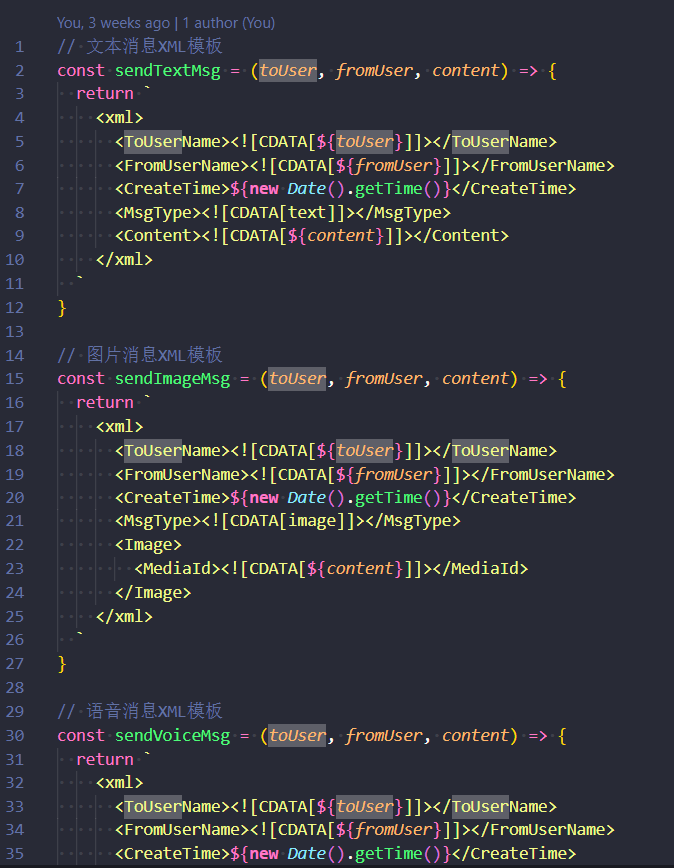 You, 3 weeks ago | 1 author (You)
1 // 文本消息XML模板
2 const sendTextMsg = (toUser, fromUser, content) => {
3   return `
4     <xml>
5       <ToUserName><![CDATA[${toUser}]]></ToUserName>
6       <FromUserName><![CDATA[${fromUser}]]></FromUserName>
7       <CreateTime>${new Date().getTime()}</CreateTime>
8       <MsgType><![CDATA[text]]></MsgType>
9       <Content><![CDATA[${content}]]></Content>
10     </xml>
11   `
12 }
13
14 // 图片消息XML模板
15 const sendImageMsg = (toUser, fromUser, content) => {
16   return `
17     <xml>
18       <ToUserName><![CDATA[${toUser}]]></ToUserName>
19       <FromUserName><![CDATA[${fromUser}]]></FromUserName>
20       <CreateTime>${new Date().getTime()}</CreateTime>
21       <MsgType><![CDATA[image]]></MsgType>
22       <Image>
23         <MediaId><![CDATA[${content}]]></MediaId>
24       </Image>
25     </xml>
26   `
27 }
28
29 // 语音消息XML模板
30 const sendVoiceMsg = (toUser, fromUser, content) => {
31   return `
32     <xml>
33       <ToUserName><![CDATA[${toUser}]]></ToUserName>
34       <FromUserName><![CDATA[${fromUser}]]></FromUserName>
35       <CreateTime>${new Date().getTime()}</CreateTime>